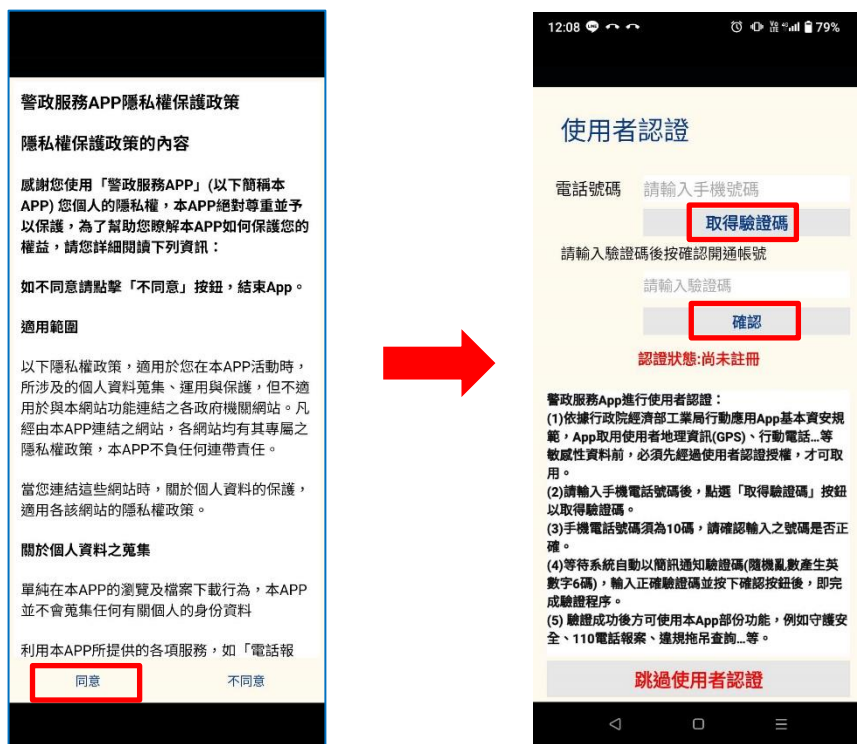 警政服務APP隱私權保護政策
隱私權保護政策的內容
感謝您使用「警政服務APP」(以下簡稱本
APP) 您個人的隱私權，本APP絕對尊重並予
以保護，為了幫助您瞭解本APP如何保護您的
權益，請您詳細閱讀下列資訊：
如不同意請點擊「不同意」按鈕，結束App。
適用範圍
以下隱私權政策，適用於您在本APP活動時，
所涉及的個人資料蒐集、運用與保護，但不適
用於與本網站功能連結之各政府機關網站。凡
經由本APP連結之網站，各網站均有其專屬之
隱私權政策，本APP不負任何連帶責任。
當您連結這些網站時，關於個人資料的保護，
適用各該網站的隱私權政策。
關於個人資料之蒐集
單純在本APP的瀏覽及檔案下載行為，本APP
並不會蒐集任何有關個人的身份資料
利用本APP所提供的各項服務，如「電話報
同意 不同意
12:08 79%
使用者認證
電話號碼 請輸入手機號碼
取得驗證碼
請輸入驗證碼後按確認開通帳號
請輸入驗證碼
確認
認證狀態:尚未註冊
警政服務App進行使用者認證：
(1)依據行政院經濟部工業局行動應用App基本資安規
範，App取用使用者地理資訊(GPS)、行動電話...等
敏感性資料前，必須先經過使用者認證授權，才可取
用。
(2)請輸入手機電話號碼後，點選「取得驗證碼」按鈕
以取得驗證碼。
(3)手機電話號碼須為10碼，請確認輸入之號碼是否正
確。
(4)等待系統自動以簡訊通知驗證碼(隨機亂數產生英
數字6碼)，輸入正確驗證碼並按下確認按鈕後，即完
成驗證程序。
(5) 驗證成功後方可使用本App部份功能，例如守護安
全、110電話報案、違規拖吊查詢...等。
跳過使用者認證